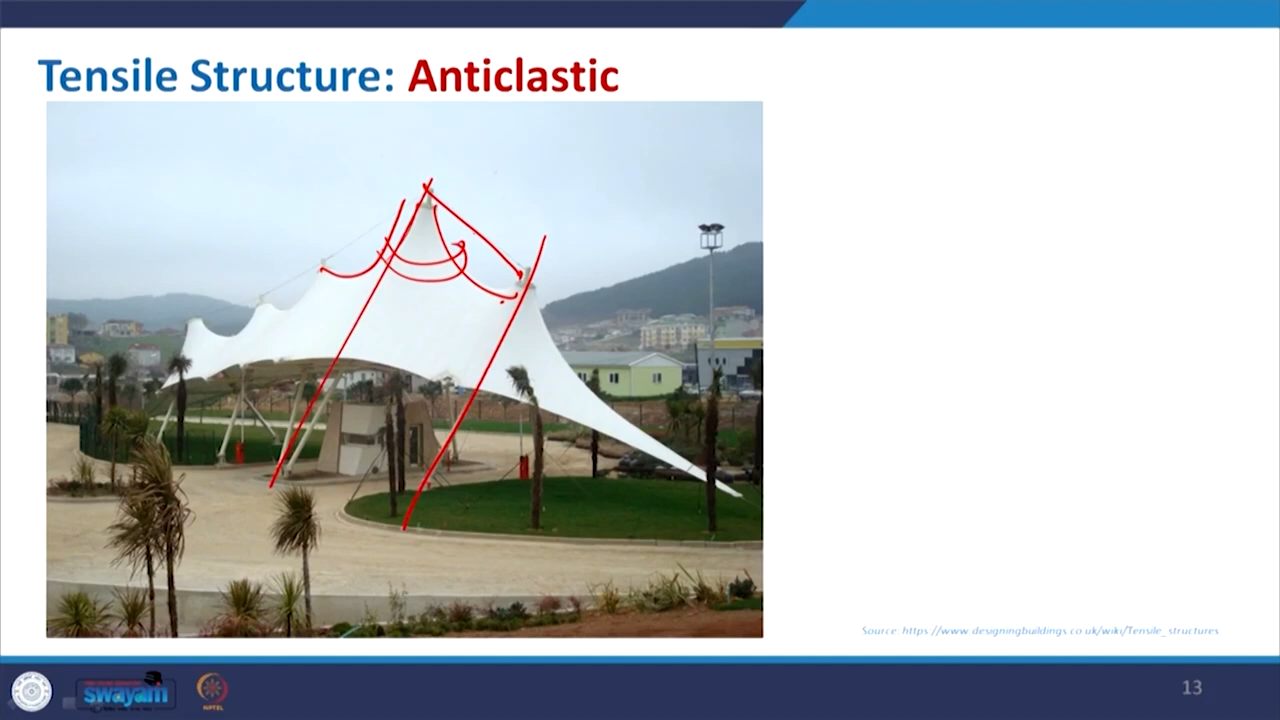 Tensile Structure: Anticlastic
Source: https://www.designingbuildings.co.uk/wiki/Tensile_structures
swayam
NPTEL
13